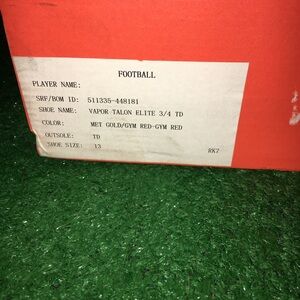 FOOTBALL
PLAYER NAME:
SRF/BOM ID: 511335-448181
SHOE NAME: VAPOR TALON ELITE 3/4 TD
COLOR: MET GOLD/GYM RED-GYM RED
OUTSOLE: TD
SHOE SIZE: 13 RK7